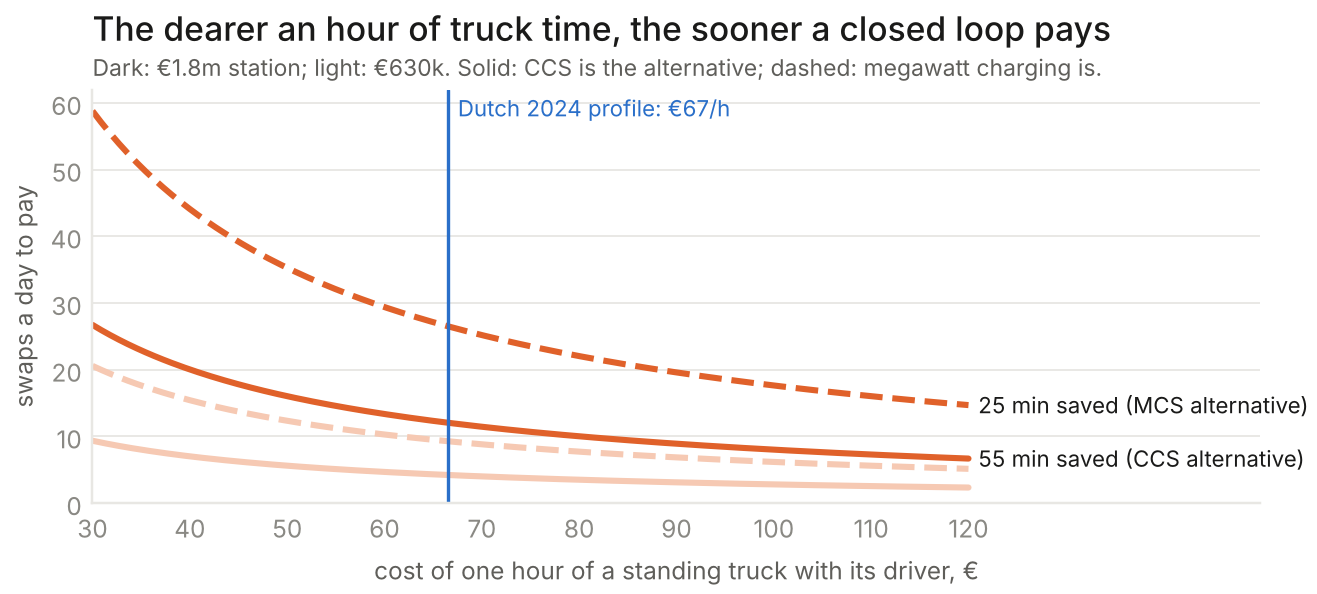 The dearer an hour of truck time, the sooner a closed loop pays
Dark: €1.8m station; light: €630k. Solid: CCS is the alternative; dashed: megawatt charging is.
Dutch 2024 profile: €67/h
swaps a day to pay
60
50
40
30
20
10
0
25 min saved (MCS alternative)
55 min saved (CCS alternative)
30 40 50 60 70 80 90 100 110 120
cost of one hour of a standing truck with its driver, €